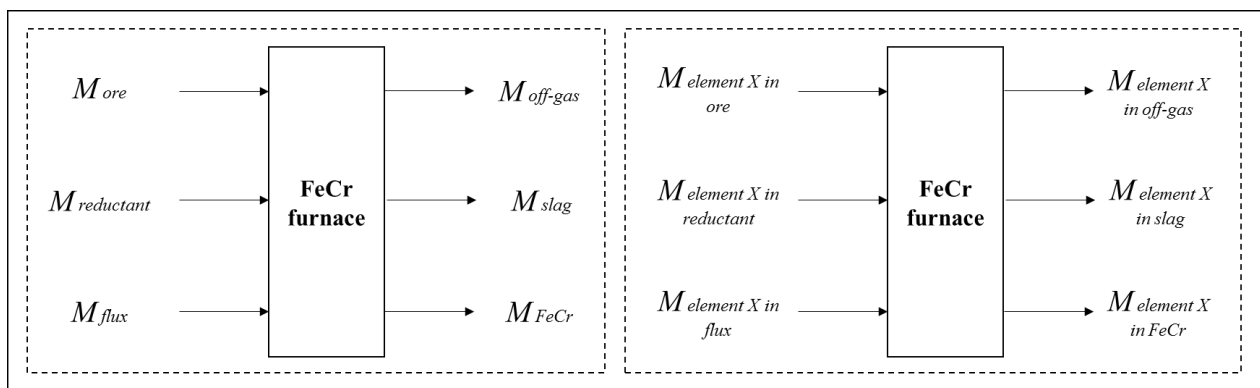 M ore
M reductant
M flux
FeCr
furnace
M off-gas
M slag
M FeCr
M element X in
ore
M element X in
reductant
M element X in
flux
FeCr
furnace
M element X
in off-gas
M element X
in slag
M element X
in FeCr